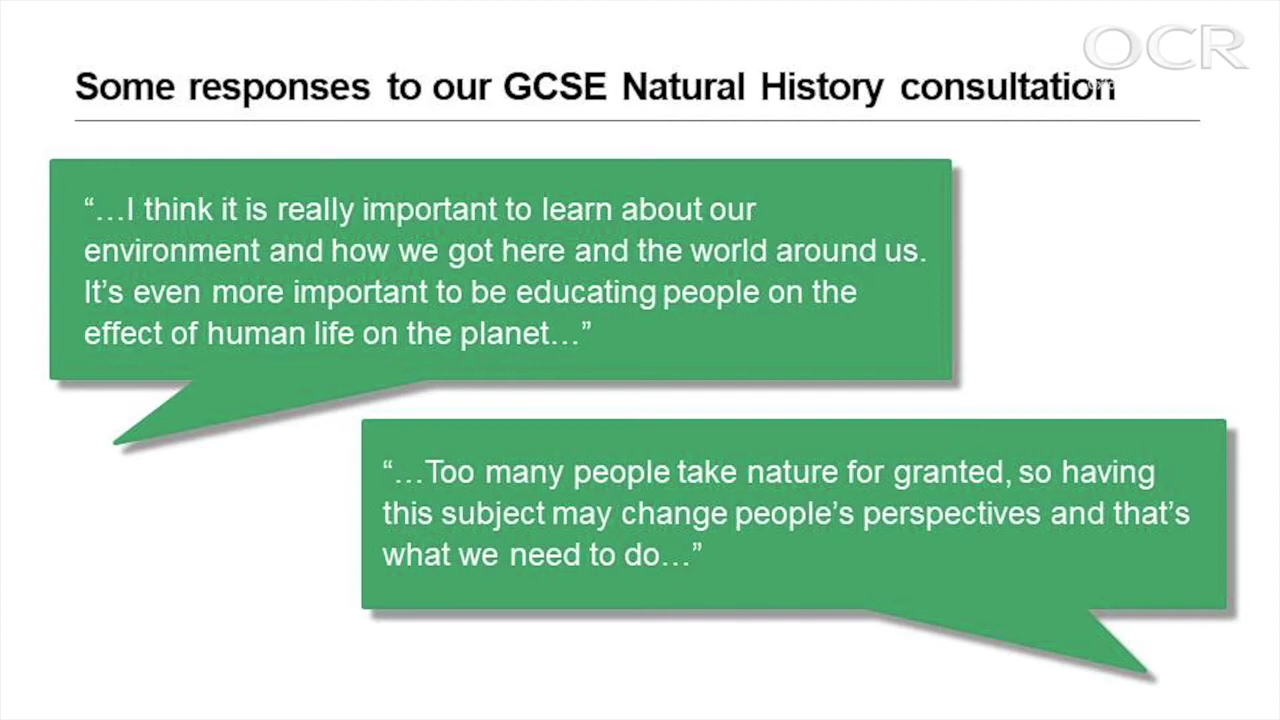 OCR
Some responses to our GCSE Natural History consultation
“…I think it is really important to learn about our
environment and how we got here and the world around us.
It’s even more important to be educating people on the
effect of human life on the planet…”
“…Too many people take nature for granted, so having
this subject may change people’s perspectives and that’s
what we need to do…”